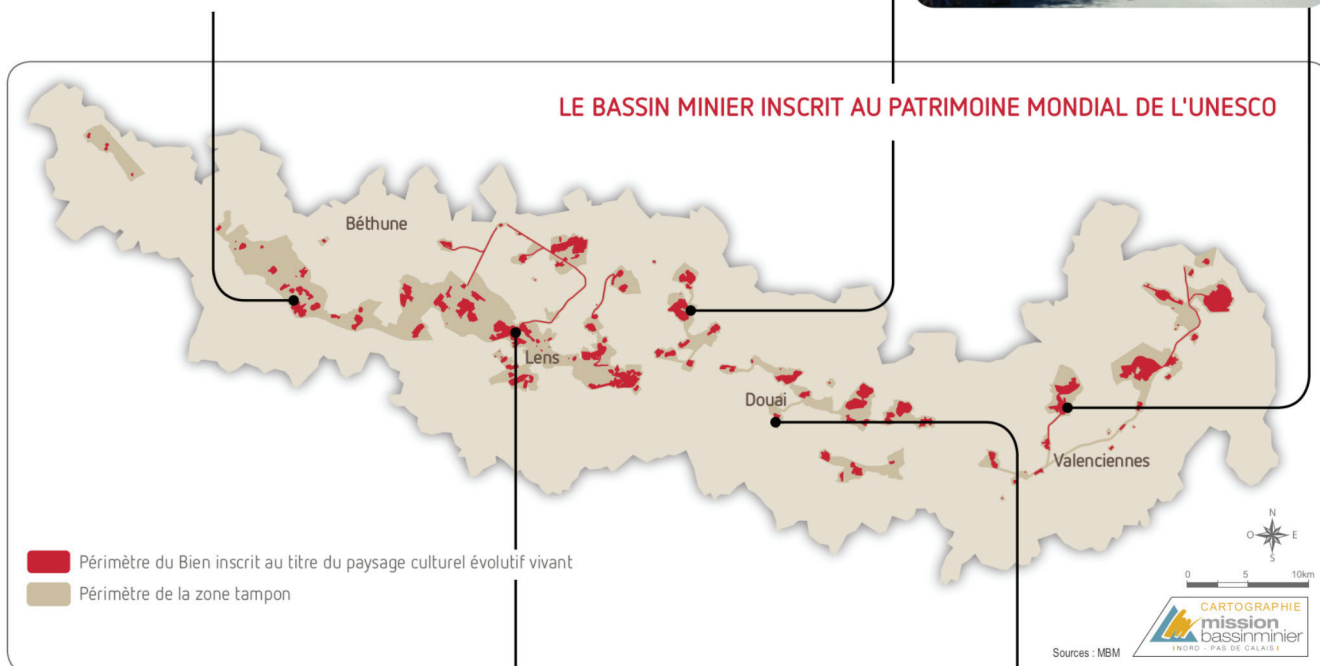 LE BASSIN MINIER INSCRIT AU PATRIMOINE MONDIAL DE L'UNESCO
Béthune
Lens
Douai
Valenciennes
Périmètre du Bien inscrit au titre du paysage culturel évolutif vivant
Périmètre de la zone tampon
N
O E
S
0 5 10km
CARTOGRAPHIE
mission
bassinminier
NORD - PAS DE CALAIS
Sources : MBM